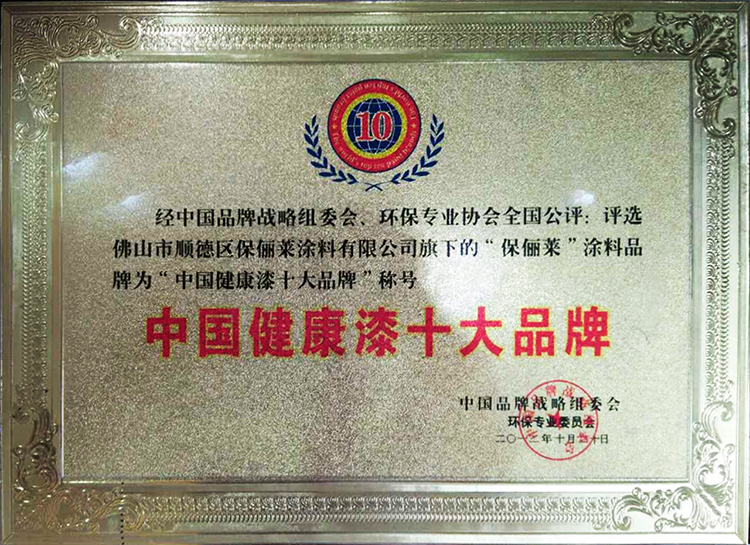 10
经中国品牌战略组委会、环保专业协会全国公评：评选
佛山市顺德区保俪莱涂料有限公司旗下的“保俪莱”涂料品
牌为“中国健康漆十大品牌”称号
中国健康漆十大品牌
中国品牌战略组委会
环保专业委员会